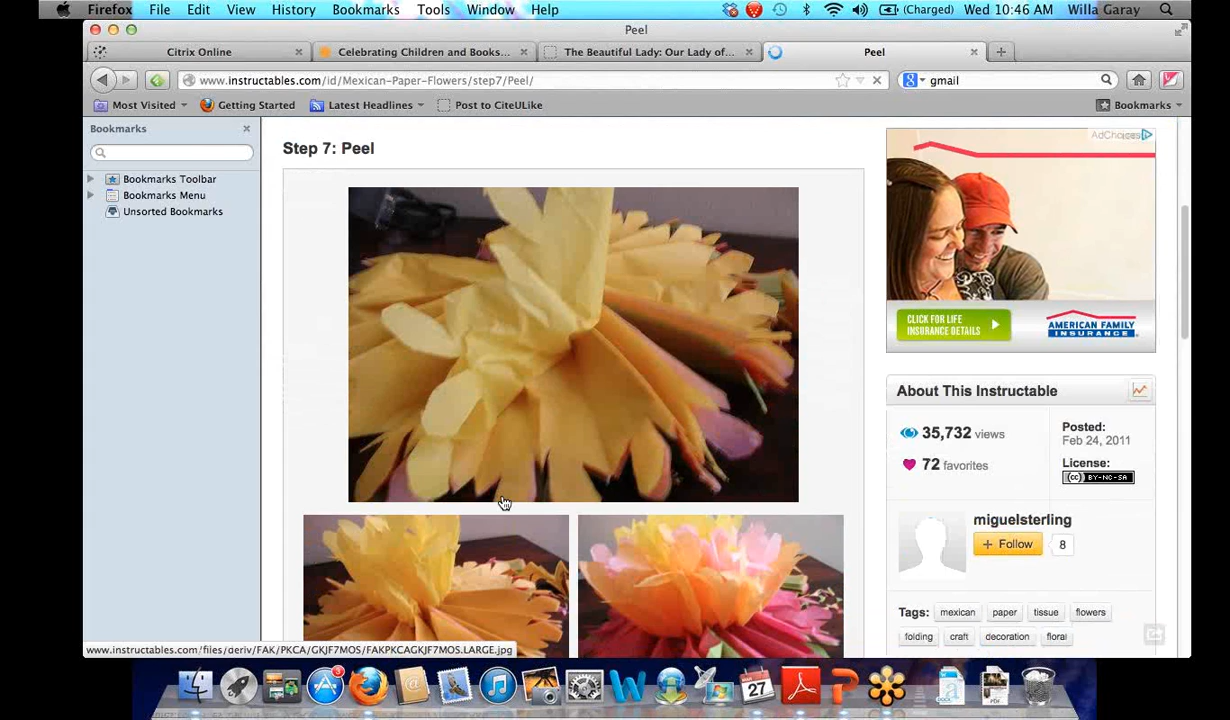 Firefox File Edit View History Bookmarks Tools Window Help (Charged) Wed 10:46 AM Willa Garay
Peel
Citrix Online Celebrating Children and Books... The Beautiful Lady: Our Lady of... Peel
www.instructables.com/id/Mexican-Paper-Flowers/step7/Peel/ gmail
Most Visited Getting Started Latest Headlines Post to CiteULike Bookmarks
Bookmarks
Bookmarks Toolbar
Bookmarks Menu
Unsorted Bookmarks
Step 7: Peel
AdChoices
CLICK FOR LIFE
INSURANCE DETAILS
AMERICAN FAMILY
INSURANCE
About This Instructable
35,732 views
72 favorites
Posted:
Feb 24, 2011
License:
(cc) BY-NC-SA
miguelsterling
+ Follow 8
Tags: mexican paper tissue flowers
folding craft decoration floral
www.instructables.com/files/deriv/FAK/PKCA/GKJF7MOS/FAKPKCAGKJF7MOS.LARGE.jpg
3
27